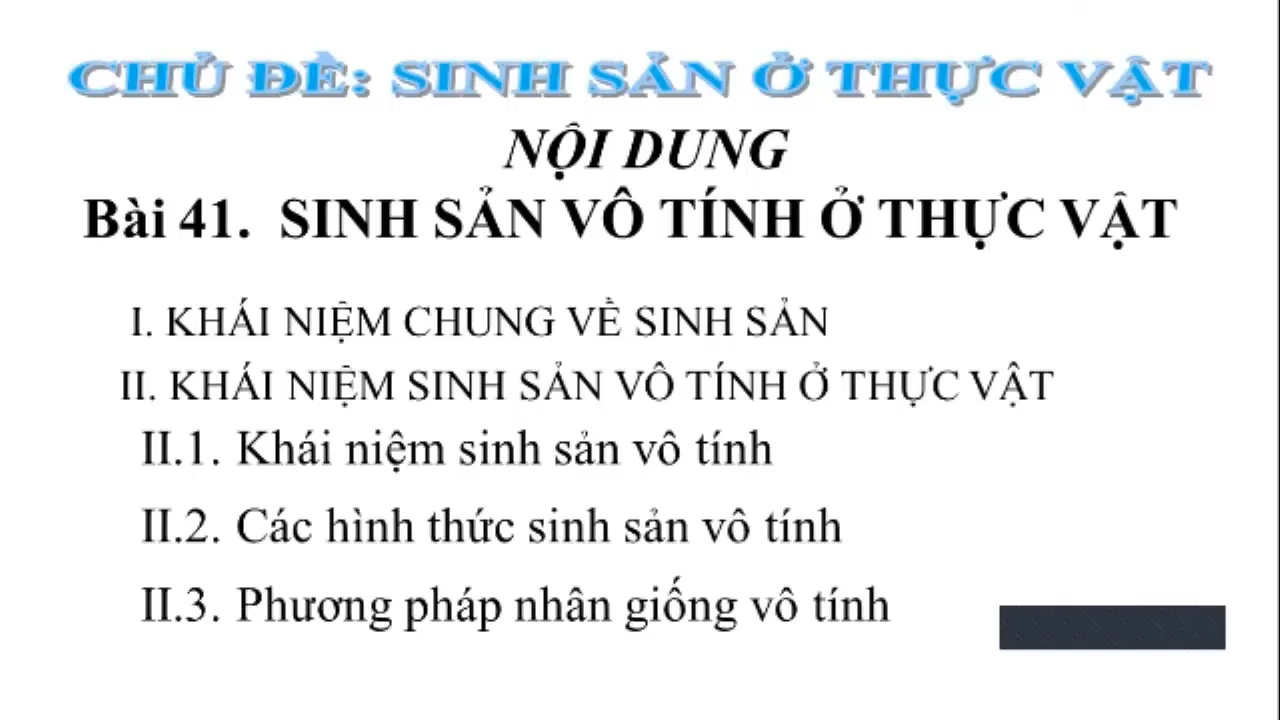 CHỦ ĐỀ: SINH SẢN Ở THỰC VẬT
NỘI DUNG
Bài 41. SINH SẢN VÔ TÍNH Ở THỰC VẬT
I. KHÁI NIỆM CHUNG VỀ SINH SẢN
II. KHÁI NIỆM SINH SẢN VÔ TÍNH Ở THỰC VẬT
II.1. Khái niệm sinh sản vô tính
II.2. Các hình thức sinh sản vô tính
II.3. Phương pháp nhân giống vô tính